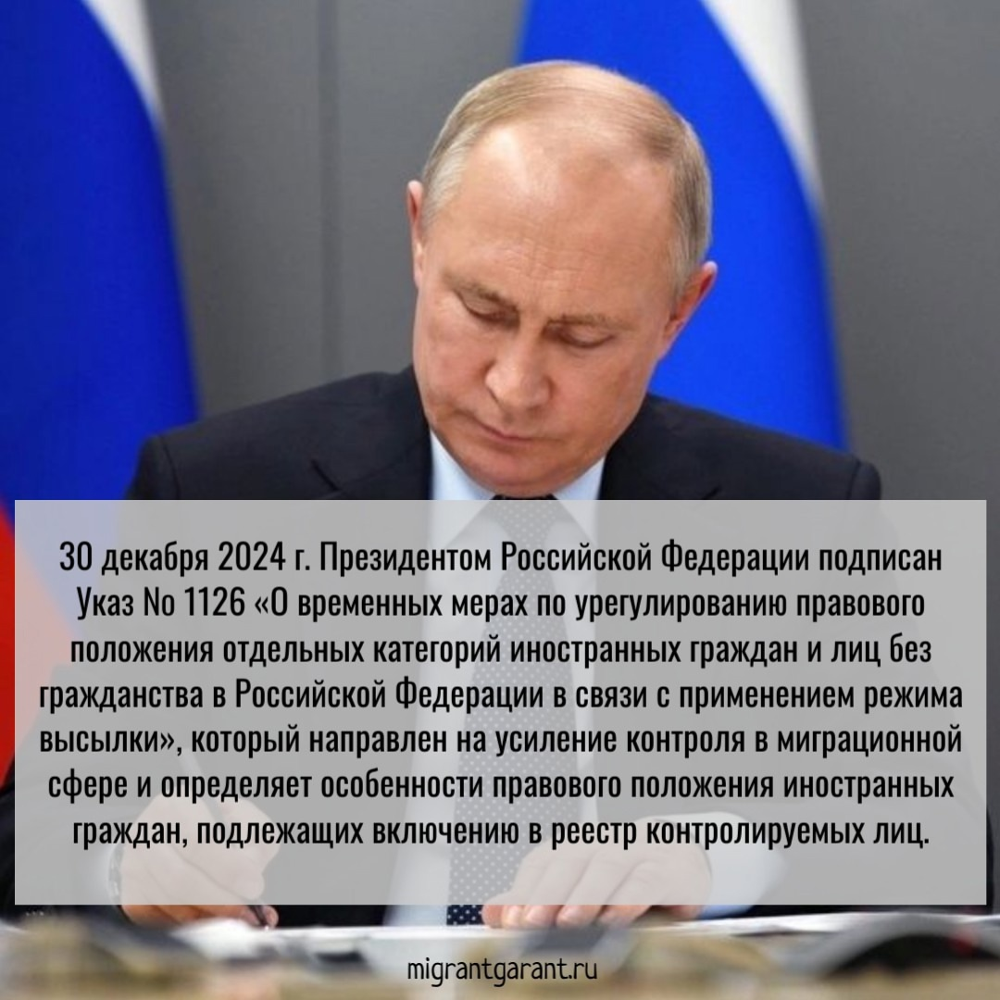 30 декабря 2024 г. Президентом Российской Федерации подписан
Указ No 1126 «О временных мерах по урегулированию правового
положения отдельных категорий иностранных граждан и лиц без
гражданства в Российской Федерации в связи с применением режима
высылки», который направлен на усиление контроля в миграционной
сфере и определяет особенности правового положения иностранных
граждан, подлежащих включению в реестр контролируемых лиц.
migrantgarant.ru